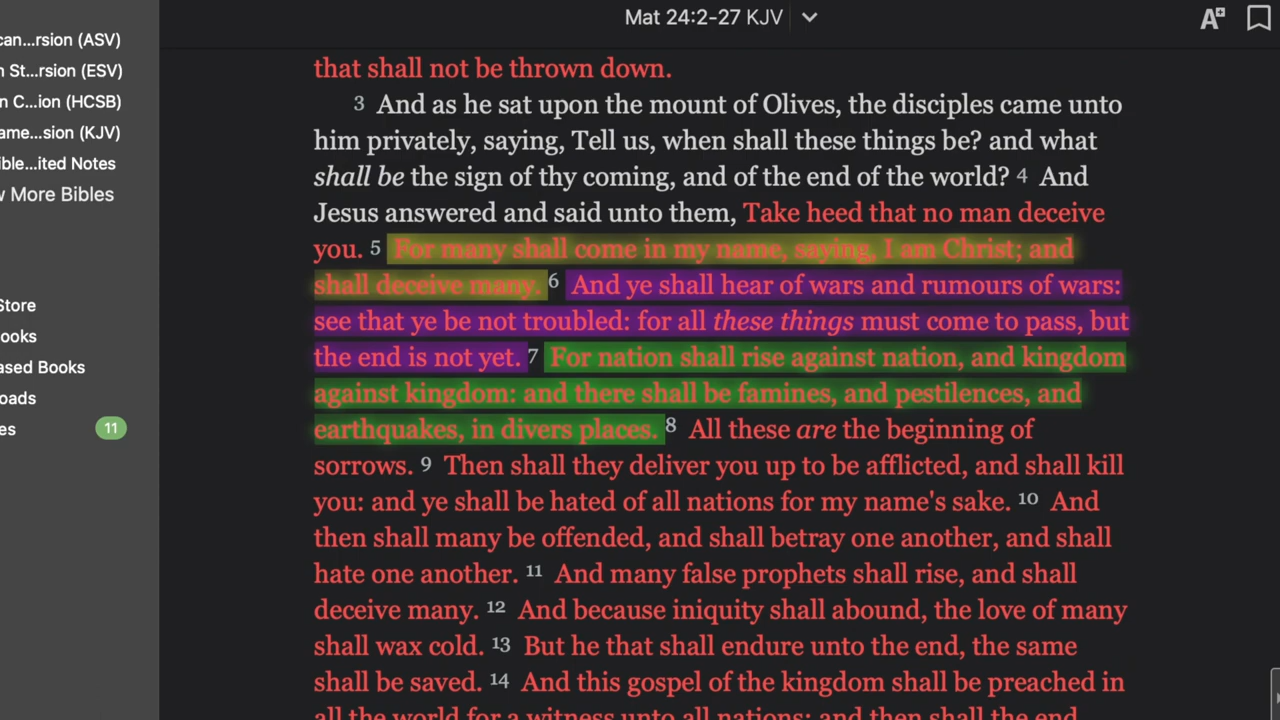 Mat 24:2-27 KJV
A
can...rsion (ASV)
n St...rsion (ESV)
n C...ion (HCSB)
ame...sion (KJV)
ible...ited Notes
w More Bibles
Store
ooks
ased Books
oads
es
11
that shall not be thrown down.
3 And as he sat upon the mount of Olives, the disciples came unto
him privately, saying, Tell us, when shall these things be? and what
shall be the sign of thy coming, and of the end of the world? 4 And
Jesus answered and said unto them, Take heed that no man deceive
you. 5 For many shall come in my name, saying, I am Christ; and
shall deceive many. 6 And ye shall hear of wars and rumours of wars:
see that ye be not troubled: for all these things must come to pass, but
the end is not yet. 7 For nation shall rise against nation, and kingdom
against kingdom: and there shall be famines, and pestilences, and
earthquakes, in divers places. 8 All these are the beginning of
sorrows. 9 Then shall they deliver you up to be afflicted, and shall kill
you: and ye shall be hated of all nations for my name's sake. 10 And
then shall many be offended, and shall betray one another, and shall
hate one another. 11 And many false prophets shall rise, and shall
deceive many. 12 And because iniquity shall abound, the love of many
shall wax cold. 13 But he that shall endure unto the end, the same
shall be saved. 14 And this gospel of the kingdom shall be preached in
all the world for a witness unto all nations; and then shall the end